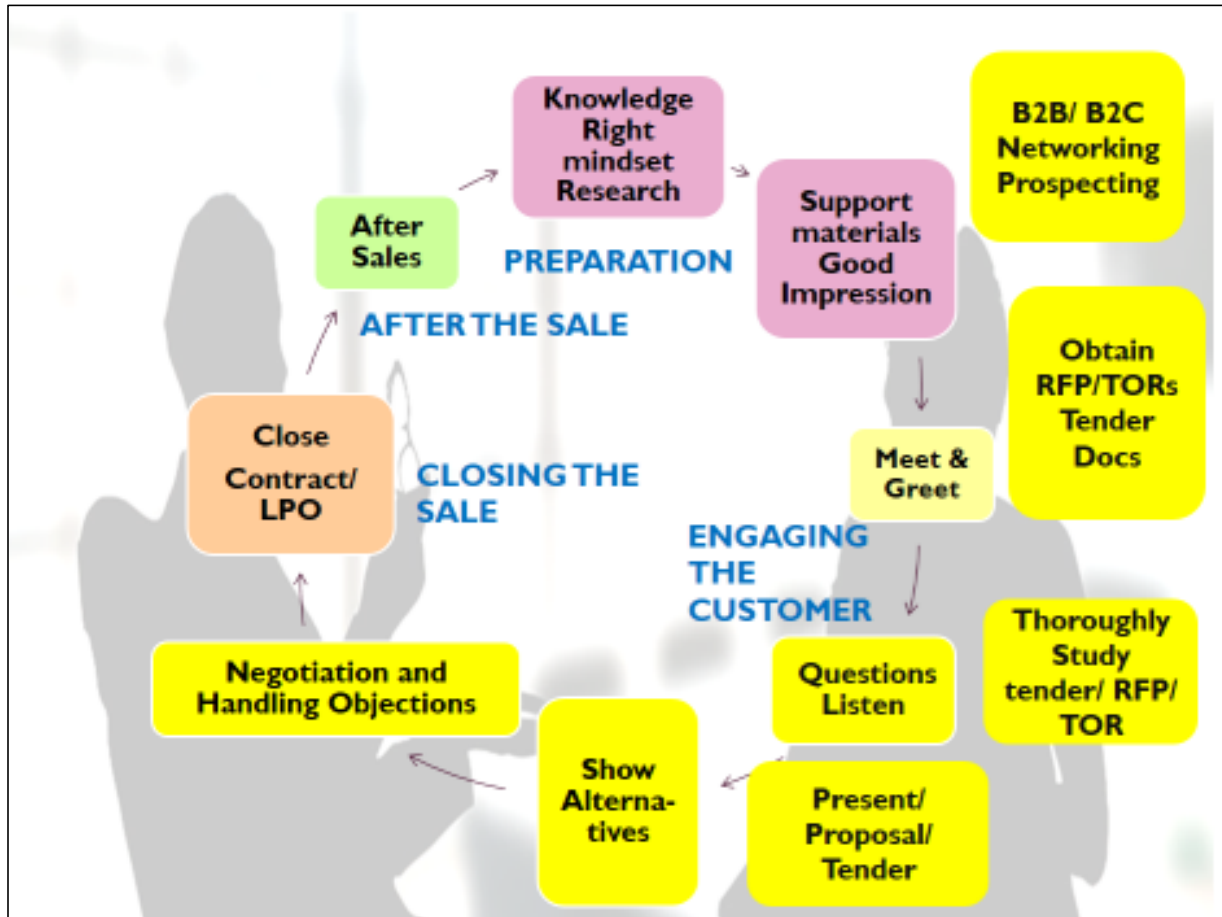 Knowledge
Right
mindset
Research
B2B/ B2C
Networking
Prospecting
Support
materials
Good
Impression
After
Sales
PREPARATION
AFTER THE SALE
Obtain
RFP/TORs
Tender
Docs
Close
Contract/
LPO
Meet &
Greet
CLOSING THE
SALE
ENGAGING
THE
CUSTOMER
Thoroughly
Study
tender/ RFP/
TOR
Questions
Listen
Negotiation and
Handling Objections
Show
Alterna-
tives
Present/
Proposal/
Tender